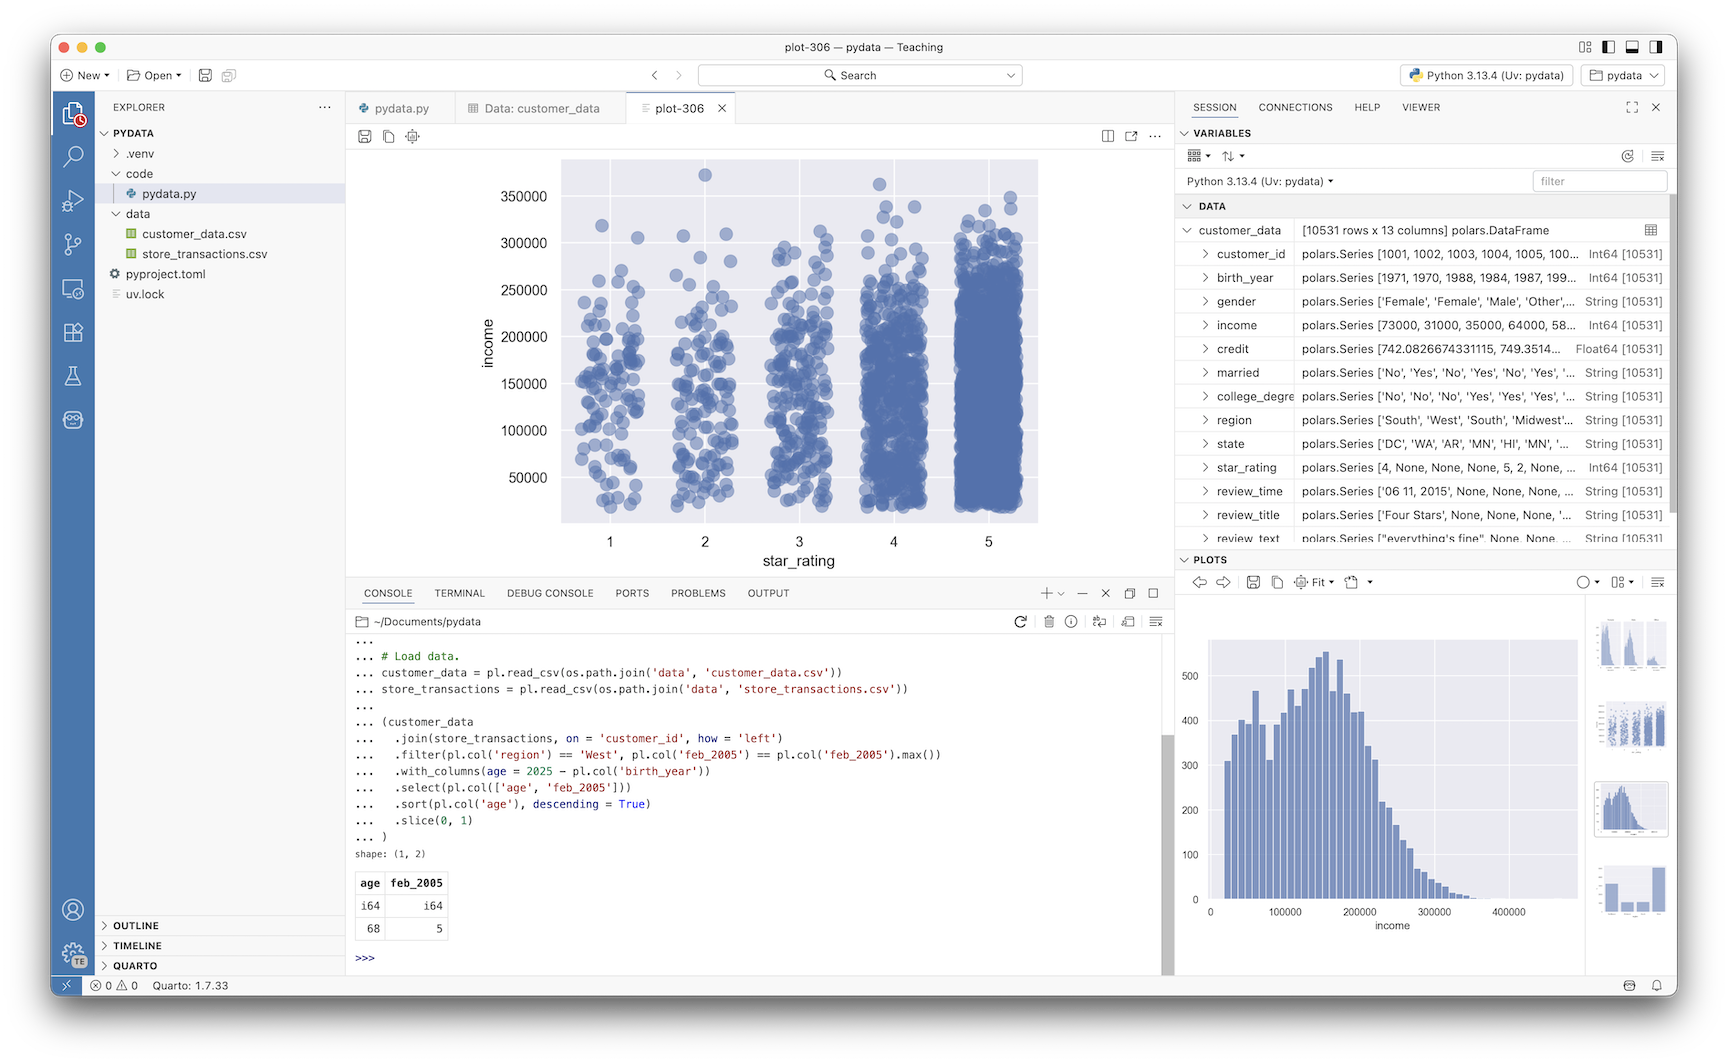 plot-306 — pydata — Teaching
New
Open
Search
Python 3.13.4 (Uv: pydata)
pydata
EXPLORER
PYDATA
.venv
code
pydata.py
data
customer_data.csv
store_transactions.csv
pyproject.toml
uv.lock
OUTLINE
TIMELINE
QUARTO
TE
0 0 Quarto: 1.7.33
pydata.py
Data: customer_data
plot-306
350000
300000
250000
200000
150000
100000
50000
income
1 2 3 4 5
star_rating
CONSOLE TERMINAL DEBUG CONSOLE PORTS PROBLEMS OUTPUT
~/Documents/pydata
...
... # Load data.
... customer_data = pl.read_csv(os.path.join('data', 'customer_data.csv'))
... store_transactions = pl.read_csv(os.path.join('data', 'store_transactions.csv'))
...
... (customer_data
... .join(store_transactions, on = 'customer_id', how = 'left')
... .filter(pl.col('region') == 'West', pl.col('feb_2005') == pl.col('feb_2005').max())
... .with_columns(age = 2025 - pl.col('birth_year'))
... .select(pl.col(['age', 'feb_2005']))
... .sort(pl.col('age'), descending = True)
... .slice(0, 1)
... )
shape: (1, 2)
age feb_2005
i64 i64
68 5
>>>
SESSION CONNECTIONS HELP VIEWER
VARIABLES
Python 3.13.4 (Uv: pydata)
filter
DATA
customer_data [10531 rows x 13 columns] polars.DataFrame
customer_id polars.Series [1001, 1002, 1003, 1004, 1005, 100... Int64 [10531]
birth_year polars.Series [1971, 1970, 1988, 1984, 1987, 199... Int64 [10531]
gender polars.Series ['Female', 'Female', 'Male', 'Other',... String [10531]
income polars.Series [73000, 31000, 35000, 64000, 58... Int64 [10531]
credit polars.Series [742.0826674331115, 749.3514... Float64 [10531]
married polars.Series ['No', 'Yes', 'No', 'Yes', 'No', 'Yes', '... String [10531]
college_degre polars.Series ['No', 'No', 'No', 'Yes', 'Yes', 'Yes', '... String [10531]
region polars.Series ['South', 'West', 'South', 'Midwest'... String [10531]
state polars.Series ['DC', 'WA', 'AR', 'MN', 'HI', 'MN', '... String [10531]
star_rating polars.Series [4, None, None, None, 5, 2, None, ... Int64 [10531]
review_time polars.Series ['06 11, 2015', None, None, None, ... String [10531]
review_title polars.Series ['Four Stars', None, None, None, '... String [10531]
review_text polars.Series ["everything's fine", None, None, ... String [10531]
PLOTS
Fit
500
400
300
200
100
0
0 100000 200000 300000 400000
income